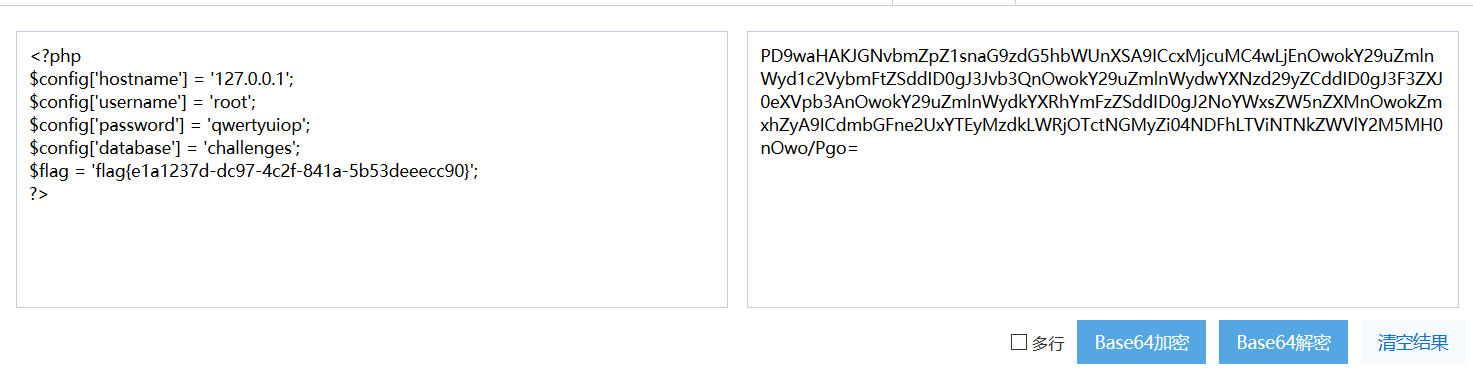 <?php
$config['hostname'] = '127.0.0.1';
$config['username'] = 'root';
$config['password'] = 'qwertyuiop';
$config['database'] = 'challenges';
$flag = 'flag{e1a1237d-dc97-4c2f-841a-5b53deeecc90}';
?>
PD9waHAKJGNvbmZpZ1snaG9zdG5hbWUnXSA9ICcxMjcuMC4wLjEnOwokY29uZmln
Wyd1c2VybmFtZSddID0gJ3Jvb3QnOwokY29uZmlnWydwYXNzd29yZCddID0gJ3F3ZXJ
0eXVpb3AnOwokY29uZmlnWydkYXRhYmFzZSddID0gJ2NoYWxsZW5nZXMnOwokZm
xhZyA9ICdmbGFne2UxYTEyMzdkLWRjOTctNGMyZi04NDFhLTViNTNkZWVlY2M5MH0
nOwo/Pgo=
多行
Base64加密
Base64解密
清空结果